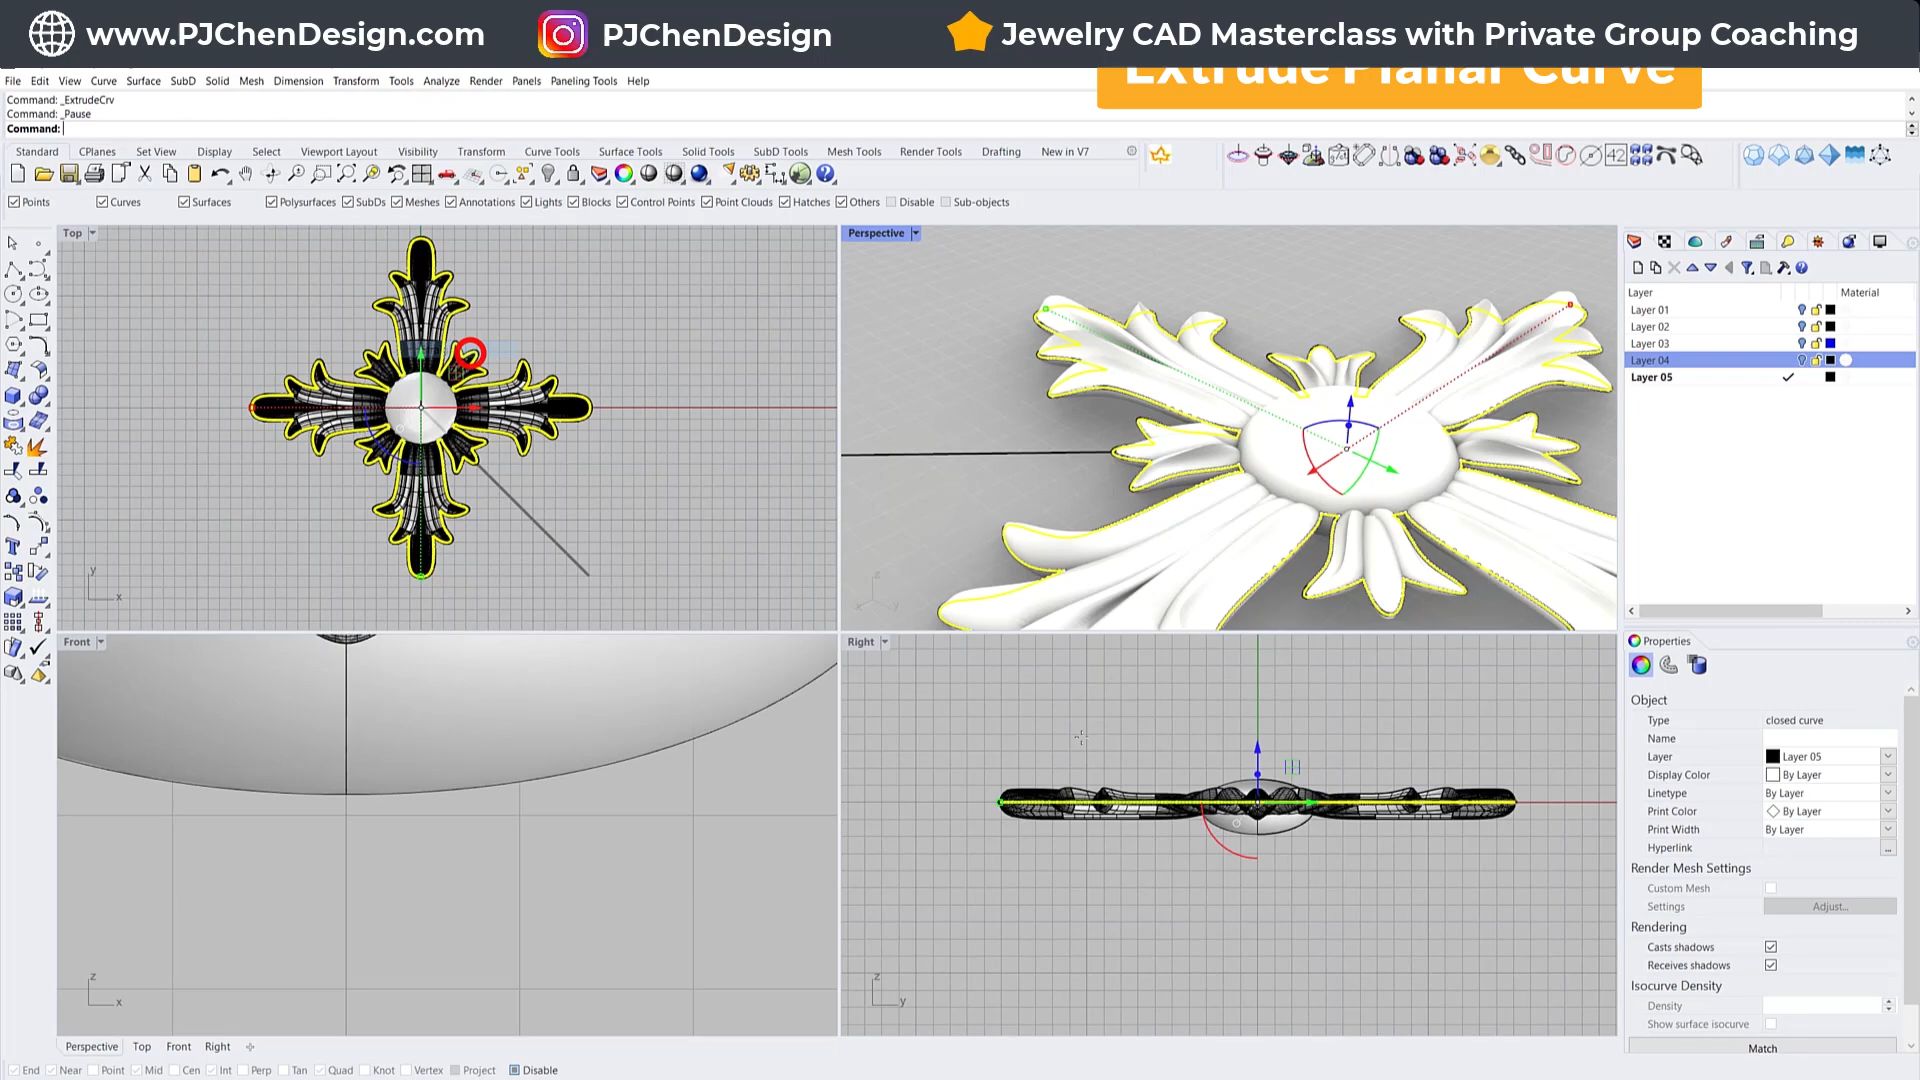 www.PJChenDesign.com PJChenDesign Jewelry CAD Masterclass with Private Group Coaching
Extrude Planar Curve
File Edit View Curve Surface SubD Solid Mesh Dimension Transform Tools Analyze Render Panels Paneling Tools Help
Command: _ExtrudeCrv
Command: _Pause
Command:
Standard CPlanes Set View Display Select Viewport Layout Visibility Transform Curve Tools Surface Tools Solid Tools SubD Tools Mesh Tools Render Tools Drafting New in V7
42
Points Curves Surfaces Polysurfaces SubDs Meshes Annotations Lights Blocks Control Points Point Clouds Hatches Others Disable Sub-objects
Top
Perspective
Layer Material
Layer 01
Layer 02
Layer 03
Layer 04
Layer 05
y
x
z
Front
Right
Properties
Object
Type closed curve
Name
Layer Layer 05
Display Color By Layer
Linetype By Layer
Print Color By Layer
Print Width By Layer
Hyperlink ...
Render Mesh Settings
Custom Mesh
Settings Adjust...
Rendering
Casts shadows
Receives shadows
Isocurve Density
Density
Show surface isocurve
Match
z
x
z
y
Perspective Top Front Right
End Near Point Mid Cen Int Perp Tan Quad Knot Vertex Project Disable